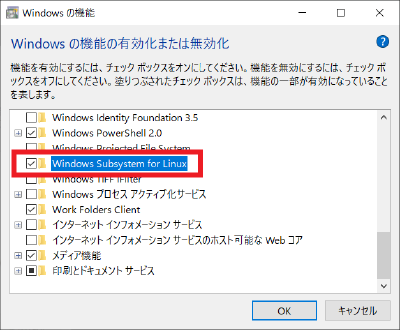 Windows の機能
Windows の機能の有効化または無効化
機能を有効にするには、チェック ボックスをオンにしてください。機能を無効にするには、チェック ボックスをオフにしてください。塗りつぶされたチェック ボックスは、機能の一部が有効になっていることを表します。
Windows Identity Foundation 3.5
Windows PowerShell 2.0
Windows Projected File System
Windows Subsystem for Linux
Windows TIFF IFilter
Windows プロセス アクティブ化サービス
Work Folders Client
インターネット インフォメーション サービス
インターネット インフォメーション サービスのホスト可能な Web コア
メディア機能
印刷とドキュメント サービス
OK
キャンセル